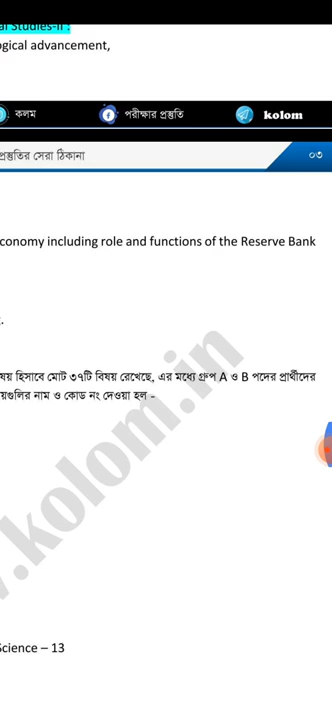 al Studies-II :
ogical advancement,
কলম
পরীক্ষার প্রস্তুতি
kolom
প্রস্তুতির সেরা ঠিকানা
০৩
conomy including role and functions of the Reserve Bank
ষয় হিসাবে মোট ৩৭টি বিষয় রেখেছে, এর মধ্যে গ্রুপ A ও B পদের প্রার্থীদের
য়গুলির নাম ও কোড নং দেওয়া হল –
.kolom.in
Science – 13